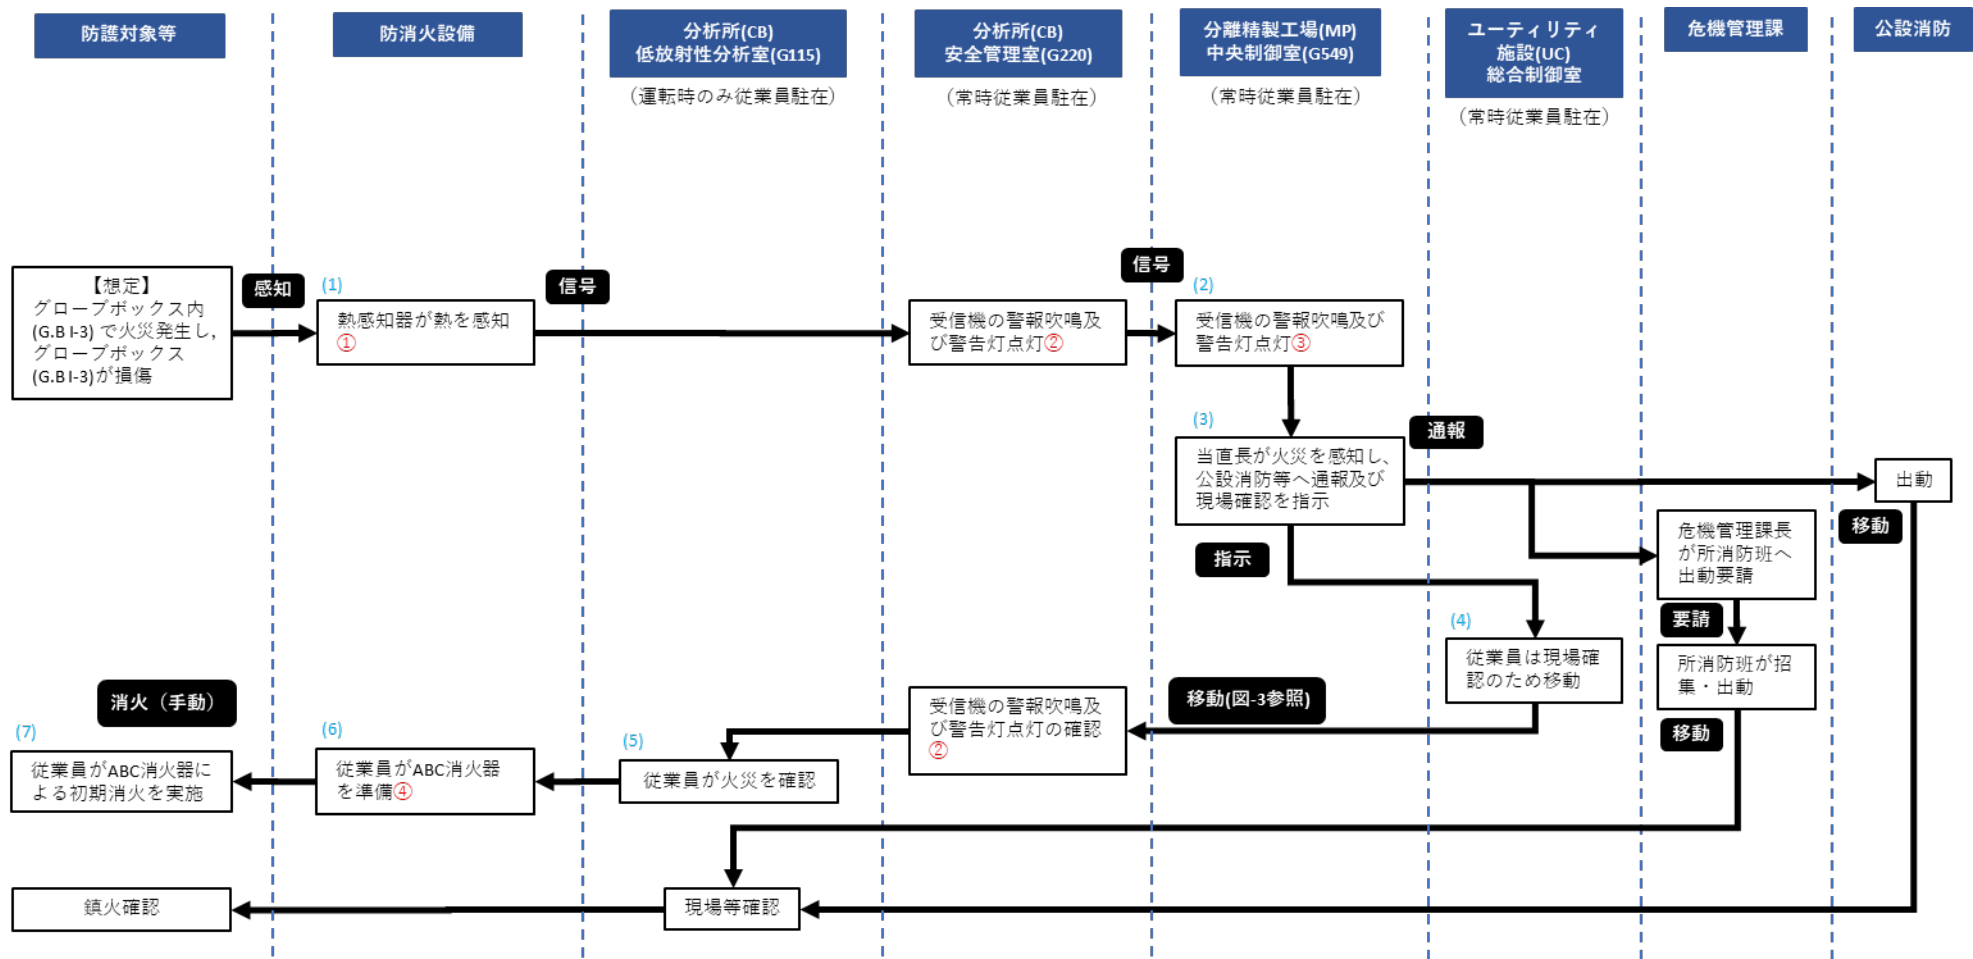 防護対象等
防消火設備
分析所(CB)
低放射性分析室(G115)
(運転時のみ従業員駐在)
分析所(CB)
安全管理室(G220)
(常時従業員駐在)
分離精製工場(MP)
中央制御室(G549)
(常時従業員駐在)
ユーティリティ
施設(UC)
総合制御室
(常時従業員駐在)
危機管理課
公設消防
【想定】
グローブボックス内
(G.B I-3) で火災発生し,
グローブボックス
(G.B I-3)が損傷
感知
(1)
熱感知器が熱を感知
①
信号
受信機の警報吹鳴及
び警告灯点灯②
信号
(2)
受信機の警報吹鳴及び
警告灯点灯③
(3)
当直長が火災を感知し、
公設消防等へ通報及び
現場確認を指示
通報
出動
移動
危機管理課長
が所消防班へ
出動要請
指示
要請
(4)
従業員は現場確
認のため移動
所消防班が招
集・出動
移動
移動(図-3参照)
受信機の警報吹鳴及
び警告灯点灯の確認
②
(5)
従業員が火災を確認
(6)
従業員がABC消火器
を準備④
消火（手動）
(7)
従業員がABC消火器に
よる初期消火を実施
現場等確認
鎮火確認